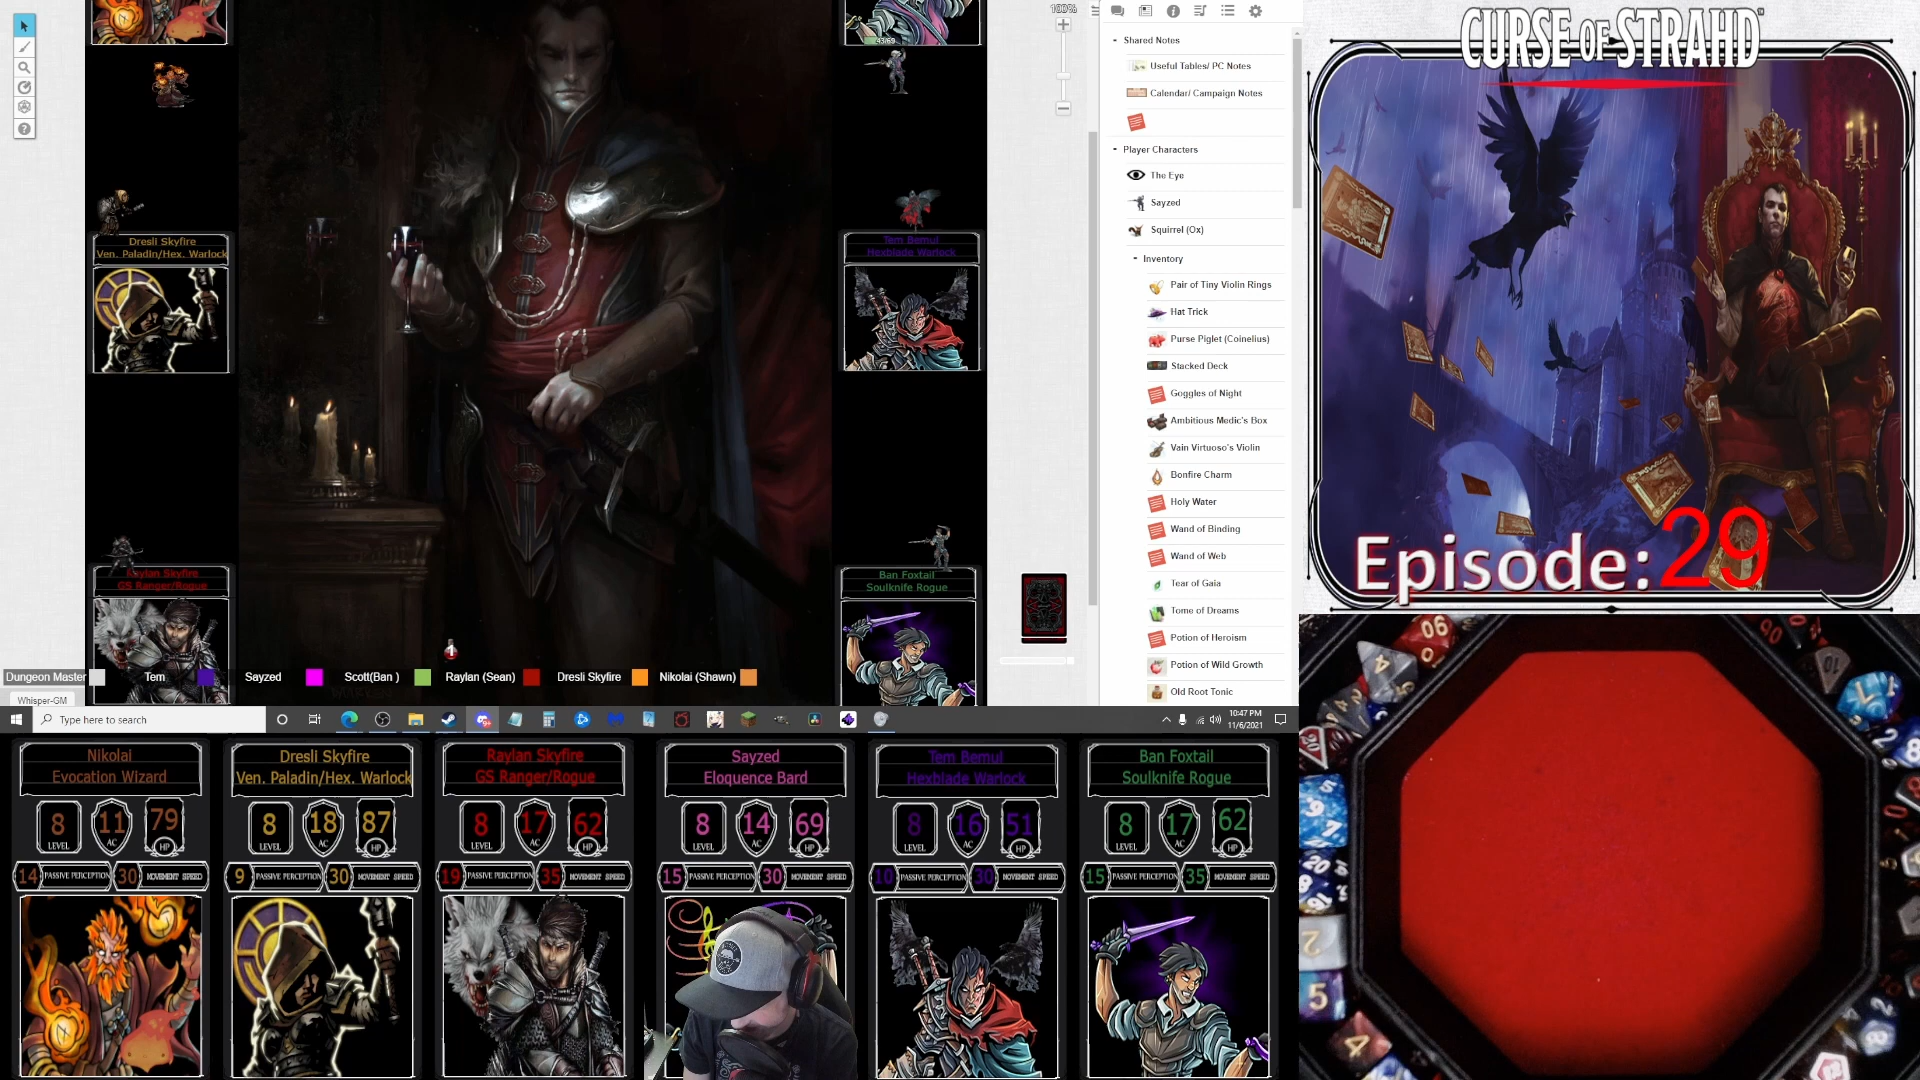 100%
43/69
Dresli Skyfire
Ven. Paladin/Hex. Warlock
Tem Bemul
Hexblade Warlock
Raylan Skyfire
GS Ranger/Rogue
Ban Foxtail
Soulknife Rogue
1
Dungeon Master
Tem
Sayzed
Scott(Ban )
Raylan (Sean)
Dresli Skyfire
Nikolai (Shawn)
Whisper-GM
Shared Notes
Useful Tables/ PC Notes
Calendar/ Campaign Notes
Player Characters
The Eye
Sayzed
Squirrel (Ox)
Inventory
Pair of Tiny Violin Rings
Hat Trick
Purse Piglet (Coinelius)
Stacked Deck
Goggles of Night
Ambitious Medic's Box
Vain Virtuoso's Violin
Bonfire Charm
Holy Water
Wand of Binding
Wand of Web
Tear of Gaia
Tome of Dreams
Potion of Heroism
Potion of Wild Growth
Old Root Tonic
CURSE OF STRAHD
Episode: 29
Type here to search
10:47 PM
11/6/2021
Nikolai
Evocation Wizard
8 LEVEL
11 AC
79 HP
14 PASSIVE PERCEPTION
30 MOVEMENT SPEED
Dresli Skyfire
Ven. Paladin/Hex. Warlock
8 LEVEL
18 AC
87 HP
9 PASSIVE PERCEPTION
30 MOVEMENT SPEED
Raylan Skyfire
GS Ranger/Rogue
8 LEVEL
17 AC
62 HP
19 PASSIVE PERCEPTION
35 MOVEMENT SPEED
Sayzed
Eloquence Bard
8 LEVEL
14 AC
69 HP
15 PASSIVE PERCEPTION
30 MOVEMENT SPEED
Tem Bemul
Hexblade Warlock
8 LEVEL
16 AC
51 HP
10 PASSIVE PERCEPTION
30 MOVEMENT SPEED
Ban Foxtail
Soulknife Rogue
8 LEVEL
17 AC
62 HP
15 PASSIVE PERCEPTION
35 MOVEMENT SPEED